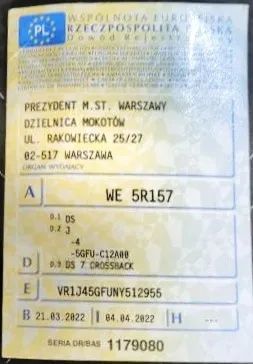 PL
WSPÓLNOTA EUROPEJSKA
RZECZPOSPOLITA POLSKA
Dowód Rejestr
PREZYDENT M.ST. WARSZAWY
DZIELNICA MOKOTÓW
UL. RAKOWIECKA 25/27
02-517 WARSZAWA
ORGAN WYDAJĄCY
A WE 5R157
D.1 DS
D.2 J
-4
-5GFU-C12A00
D D.3 DS 7 CROSSBACK
E VR1J45GFUNY512955
B 21.03.2022 I 04.04.2022 H ---
SERIA DR/BAS 1179080